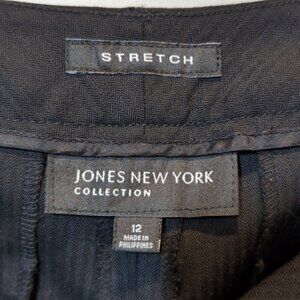 STRETCH
JONES NEW YORK
COLLECTION
12
MADE IN
PHILIPPINES